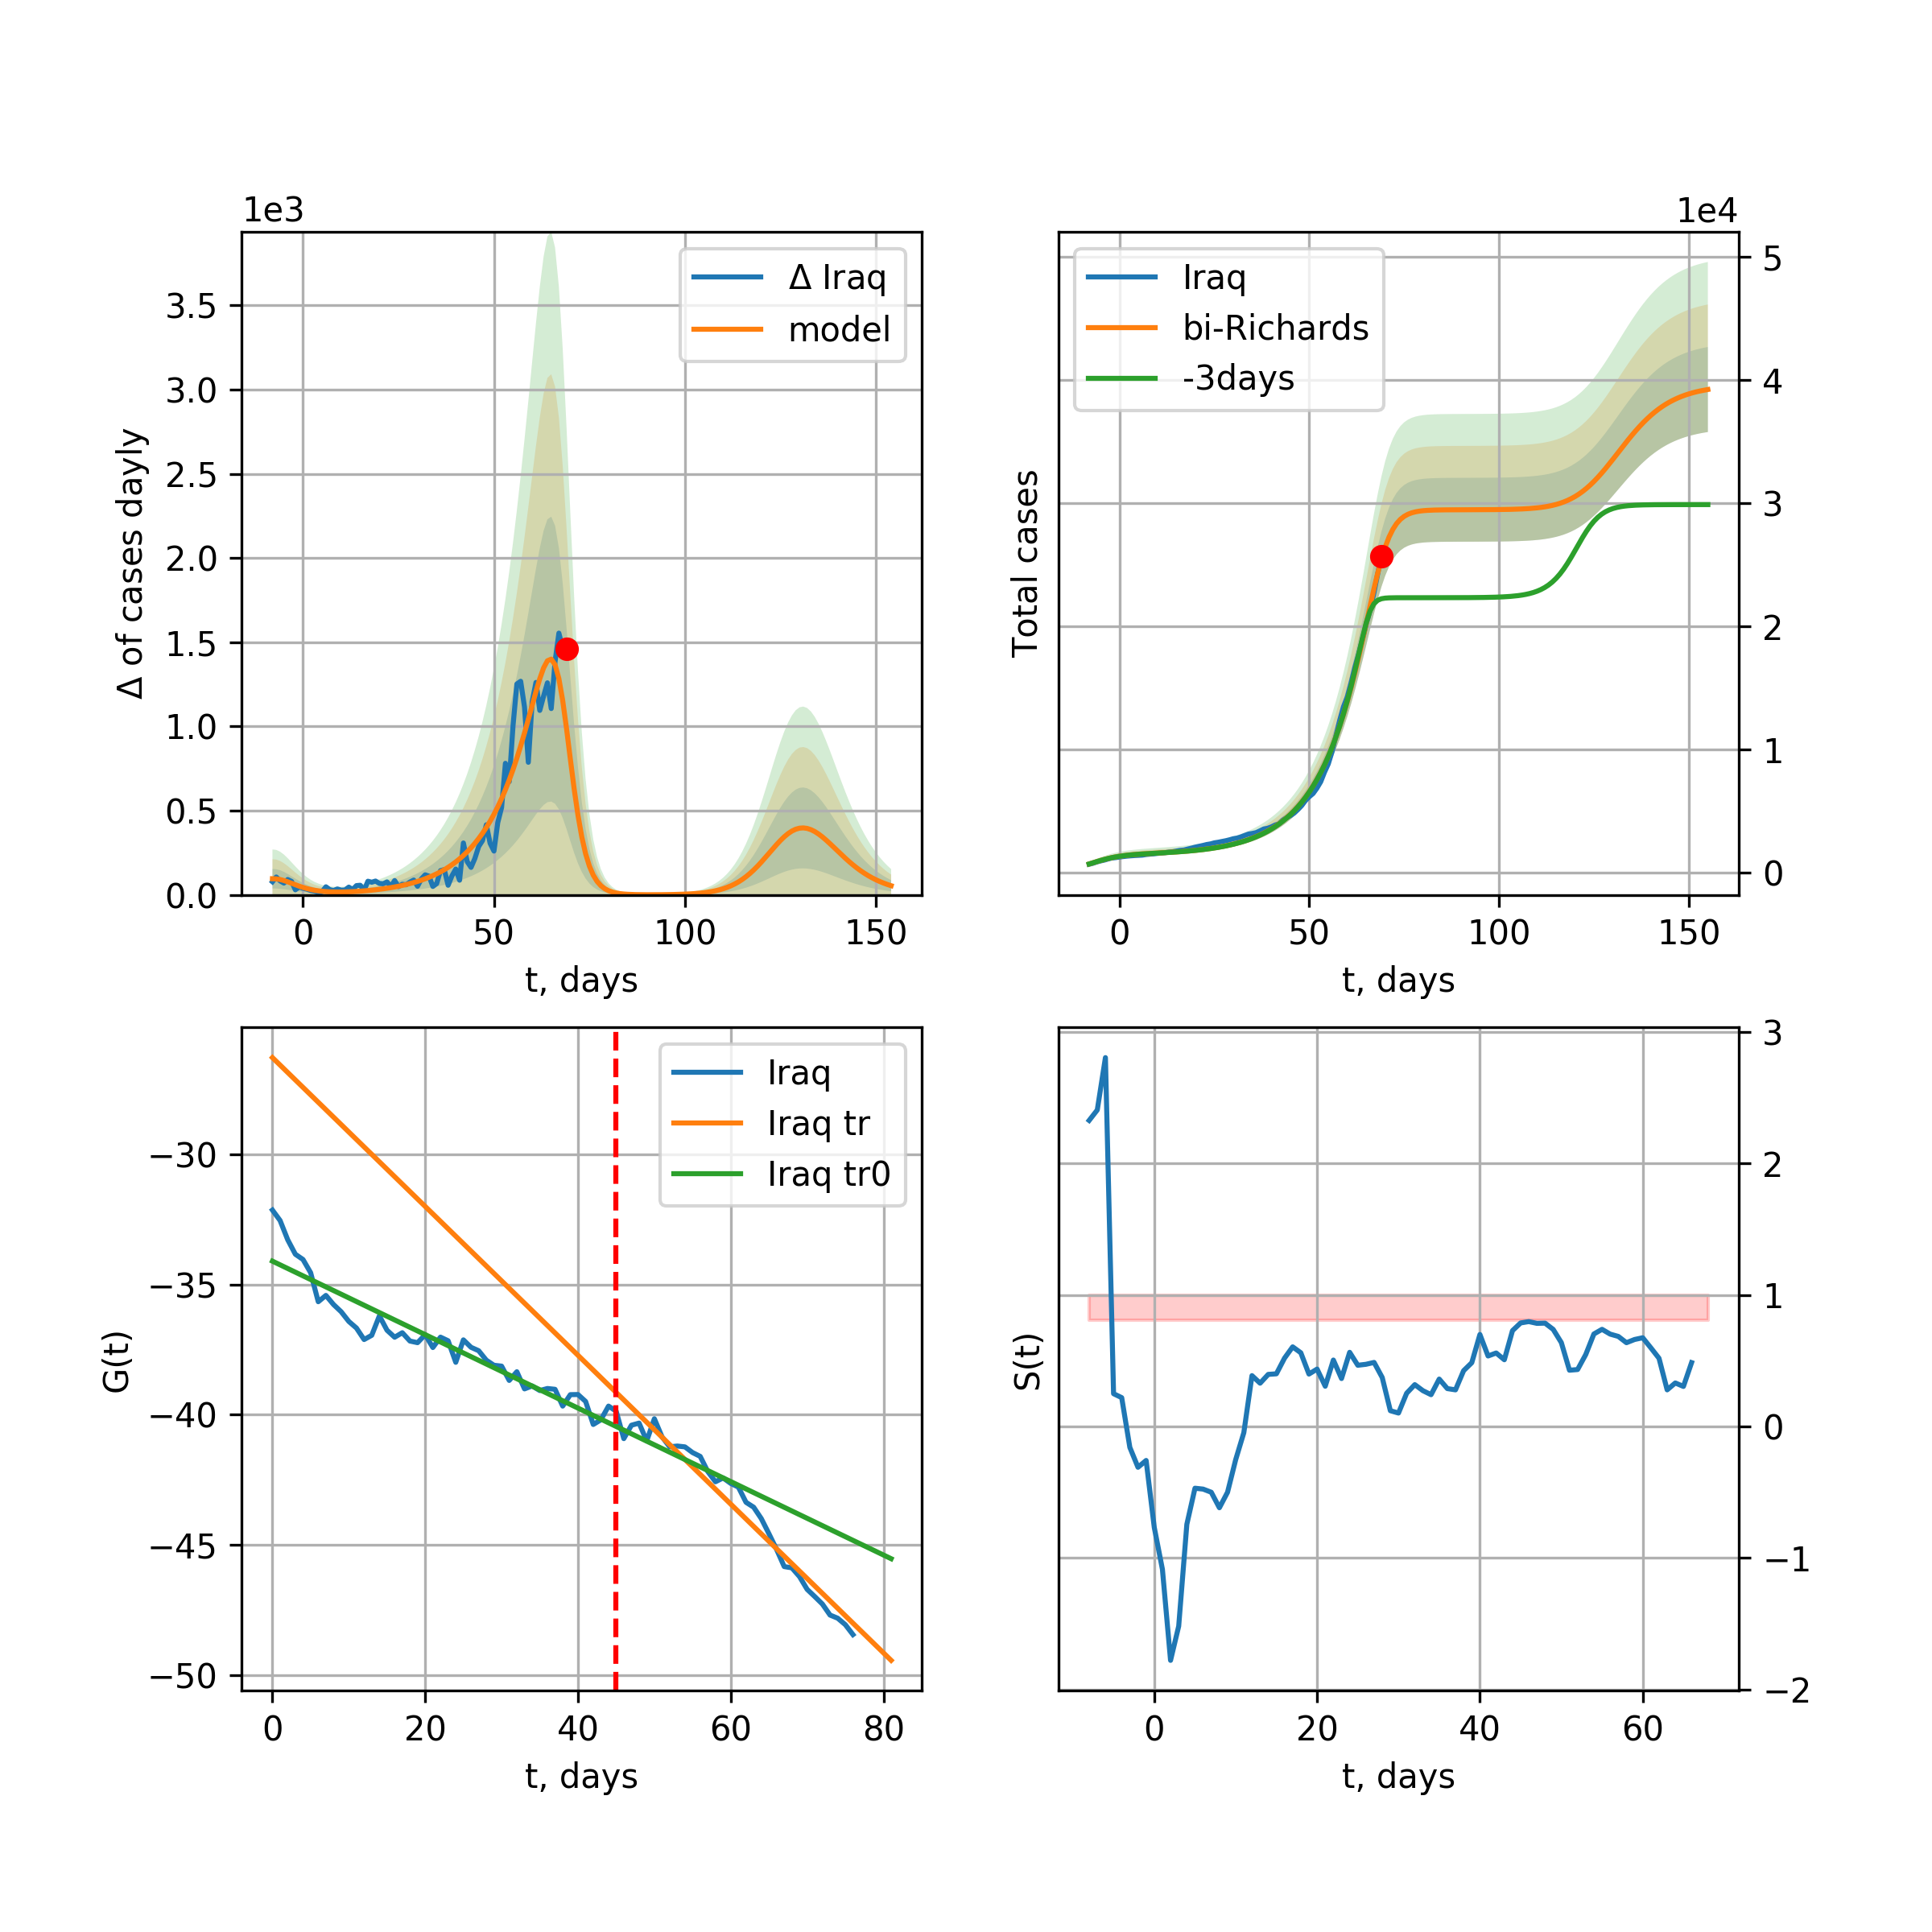 1e3
Δ Iraq
model
3.5
3.0
2.5
2.0
1.5
1.0
0.5
0.0
Δ of cases dayly
0 50 100 150
t, days
1e4
Iraq
bi-Richards
-3days
5
4
3
2
1
0
Total cases
0 50 100 150
t, days
Iraq
Iraq tr
Iraq tr0
−30
−35
−40
−45
−50
G(t)
0 20 40 60 80
t, days
3
2
1
0
−1
−2
S(t)
0 20 40 60
t, days